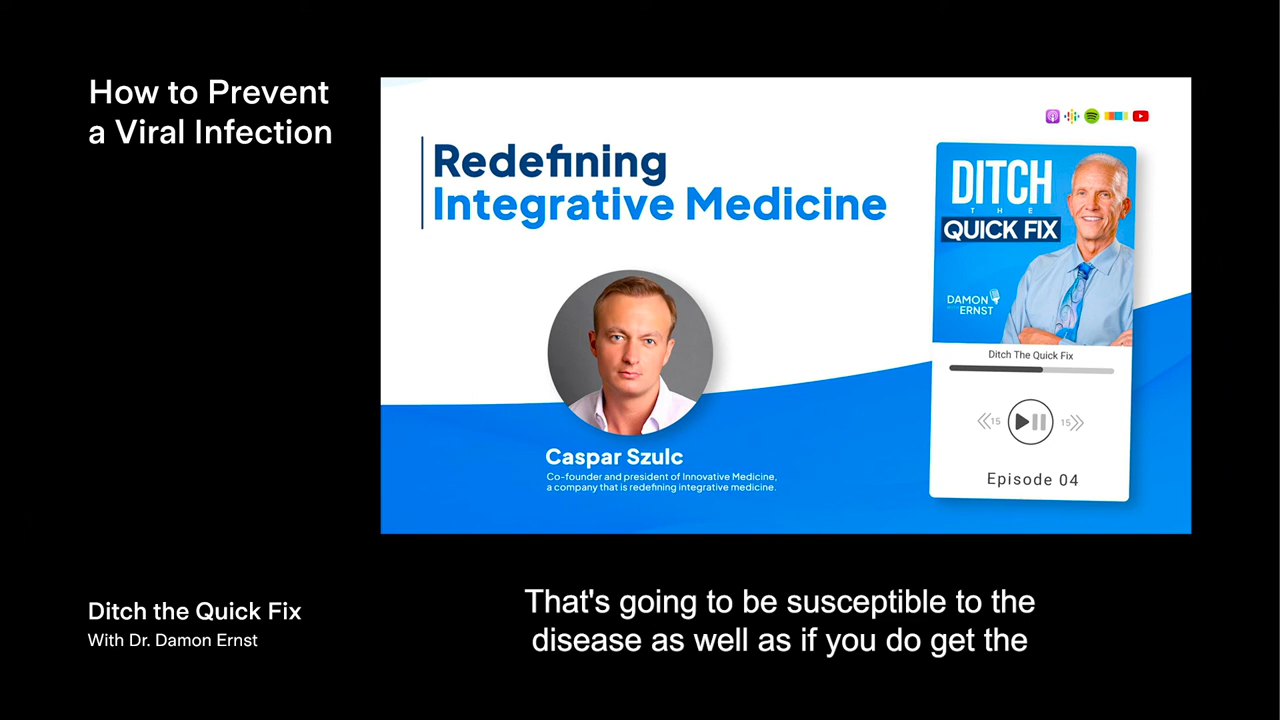 How to Prevent
a Viral Infection
Redefining
Integrative Medicine
DITCH
THE
QUICK FIX
DAMON
ERNST
Ditch The Quick Fix
15
15
Episode 04
Caspar Szulc
Co-founder and president of Innovative Medicine,
a company that is redefining integrative medicine.
Ditch the Quick Fix
With Dr. Damon Ernst
That's going to be susceptible to the
disease as well as if you do get the